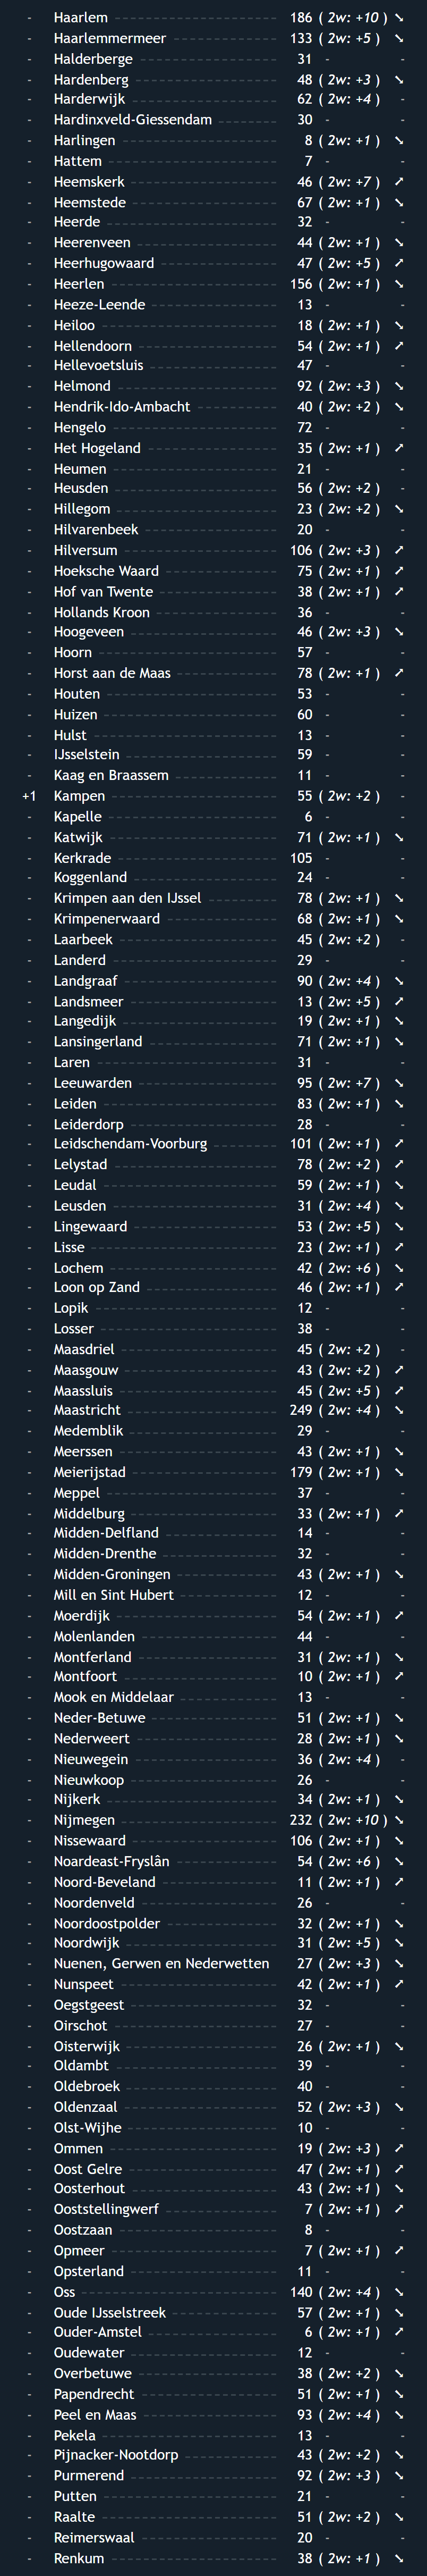 - Haarlem 186 ( 2w: +10 ) ➘
- Haarlemmermeer 133 ( 2w: +5 ) ➘
- Halderberge 31 - -
- Hardenberg 48 ( 2w: +3 ) ➘
- Harderwijk 62 ( 2w: +4 ) -
- Hardinxveld-Giessendam 30 - -
- Harlingen 8 ( 2w: +1 ) ➘
- Hattem 7 - -
- Heemskerk 46 ( 2w: +7 ) ➚
- Heemstede 67 ( 2w: +1 ) ➘
- Heerde 32 - -
- Heerenveen 44 ( 2w: +1 ) ➘
- Heerhugowaard 47 ( 2w: +5 ) ➚
- Heerlen 156 ( 2w: +1 ) ➘
- Heeze-Leende 13 - -
- Heiloo 18 ( 2w: +1 ) ➘
- Hellendoorn 54 ( 2w: +1 ) ➚
- Hellevoetsluis 47 - -
- Helmond 92 ( 2w: +3 ) ➘
- Hendrik-Ido-Ambacht 40 ( 2w: +2 ) ➘
- Hengelo 72 - -
- Het Hogeland 35 ( 2w: +1 ) ➚
- Heumen 21 - -
- Heusden 56 ( 2w: +2 ) -
- Hillegom 23 ( 2w: +2 ) ➘
- Hilvarenbeek 20 - -
- Hilversum 106 ( 2w: +3 ) ➚
- Hoeksche Waard 75 ( 2w: +1 ) ➚
- Hof van Twente 38 ( 2w: +1 ) ➚
- Hollands Kroon 36 - -
- Hoogeveen 46 ( 2w: +3 ) ➘
- Hoorn 57 - -
- Horst aan de Maas 78 ( 2w: +1 ) ➚
- Houten 53 - -
- Huizen 60 - -
- Hulst 13 - -
- IJsselstein 59 - -
- Kaag en Braassem 11 - -
+1 Kampen 55 ( 2w: +2 ) -
- Kapelle 6 - -
- Katwijk 71 ( 2w: +1 ) ➘
- Kerkrade 105 - -
- Koggenland 24 - -
- Krimpen aan den IJssel 78 ( 2w: +1 ) ➘
- Krimpenerwaard 68 ( 2w: +1 ) ➘
- Laarbeek 45 ( 2w: +2 ) -
- Landerd 29 - -
- Landgraaf 90 ( 2w: +4 ) ➘
- Landsmeer 13 ( 2w: +5 ) ➚
- Langedijk 19 ( 2w: +1 ) ➘
- Lansingerland 71 ( 2w: +1 ) ➘
- Laren 31 - -
- Leeuwarden 95 ( 2w: +7 ) ➘
- Leiden 83 ( 2w: +1 ) ➘
- Leiderdorp 28 - -
- Leidschendam-Voorburg 101 ( 2w: +1 ) ➚
- Lelystad 78 ( 2w: +2 ) ➚
- Leudal 59 ( 2w: +1 ) ➘
- Leusden 31 ( 2w: +4 ) ➘
- Lingewaard 53 ( 2w: +5 ) ➘
- Lisse 23 ( 2w: +1 ) ➚
- Lochem 42 ( 2w: +6 ) ➘
- Loon op Zand 46 ( 2w: +1 ) ➚
- Lopik 12 - -
- Losser 38 - -
- Maasdriel 45 ( 2w: +2 ) -
- Maasgouw 43 ( 2w: +2 ) ➚
- Maassluis 45 ( 2w: +5 ) ➚
- Maastricht 249 ( 2w: +4 ) ➘
- Medemblik 29 - -
- Meerssen 43 ( 2w: +1 ) ➘
- Meierijstad 179 ( 2w: +1 ) ➘
- Meppel 37 - -
- Middelburg 33 ( 2w: +1 ) ➚
- Midden-Delfland 14 - -
- Midden-Drenthe 32 - -
- Midden-Groningen 43 ( 2w: +1 ) ➘
- Mill en Sint Hubert 12 - -
- Moerdijk 54 ( 2w: +1 ) ➚
- Molenlanden 44 - -
- Montferland 31 ( 2w: +1 ) ➘
- Montfoort 10 ( 2w: +1 ) ➚
- Mook en Middelaar 13 - -
- Neder-Betuwe 51 ( 2w: +1 ) ➘
- Nederweert 28 ( 2w: +1 ) ➘
- Nieuwegein 36 ( 2w: +4 ) -
- Nieuwkoop 26 - -
- Nijkerk 34 ( 2w: +1 ) ➘
- Nijmegen 232 ( 2w: +10 ) ➘
- Nissewaard 106 ( 2w: +1 ) ➘
- Noardeast-Fryslân 54 ( 2w: +6 ) ➘
- Noord-Beveland 11 ( 2w: +1 ) ➚
- Noordenveld 26 - -
- Noordoostpolder 32 ( 2w: +1 ) ➘
- Noordwijk 31 ( 2w: +5 ) ➘
- Nuenen, Gerwen en Nederwetten 27 ( 2w: +3 ) ➘
- Nunspeet 42 ( 2w: +1 ) ➚
- Oegstgeest 32 - -
- Oirschot 27 - -
- Oisterwijk 26 ( 2w: +1 ) ➘
- Oldambt 39 - -
- Oldebroek 40 - -
- Oldenzaal 52 ( 2w: +3 ) ➘
- Olst-Wijhe 10 - -
- Ommen 19 ( 2w: +3 ) ➚
- Oost Gelre 47 ( 2w: +1 ) ➚
- Oosterhout 43 ( 2w: +1 ) ➘
- Ooststellingwerf 7 ( 2w: +1 ) ➚
- Oostzaan 8 - -
- Opmeer 7 ( 2w: +1 ) ➚
- Opsterland 11 - -
- Oss 140 ( 2w: +4 ) ➘
- Oude IJsselstreek 57 ( 2w: +1 ) ➘
- Ouder-Amstel 6 ( 2w: +1 ) ➚
- Oudewater 12 - -
- Overbetuwe 38 ( 2w: +2 ) ➘
- Papendrecht 51 ( 2w: +1 ) ➘
- Peel en Maas 93 ( 2w: +4 ) ➘
- Pekela 13 - -
- Pijnacker-Nootdorp 43 ( 2w: +2 ) ➘
- Purmerend 92 ( 2w: +3 ) ➘
- Putten 21 - -
- Raalte 51 ( 2w: +2 ) ➘
- Reimerswaal 20 - -
- Renkum 38 ( 2w: +1 ) ➘